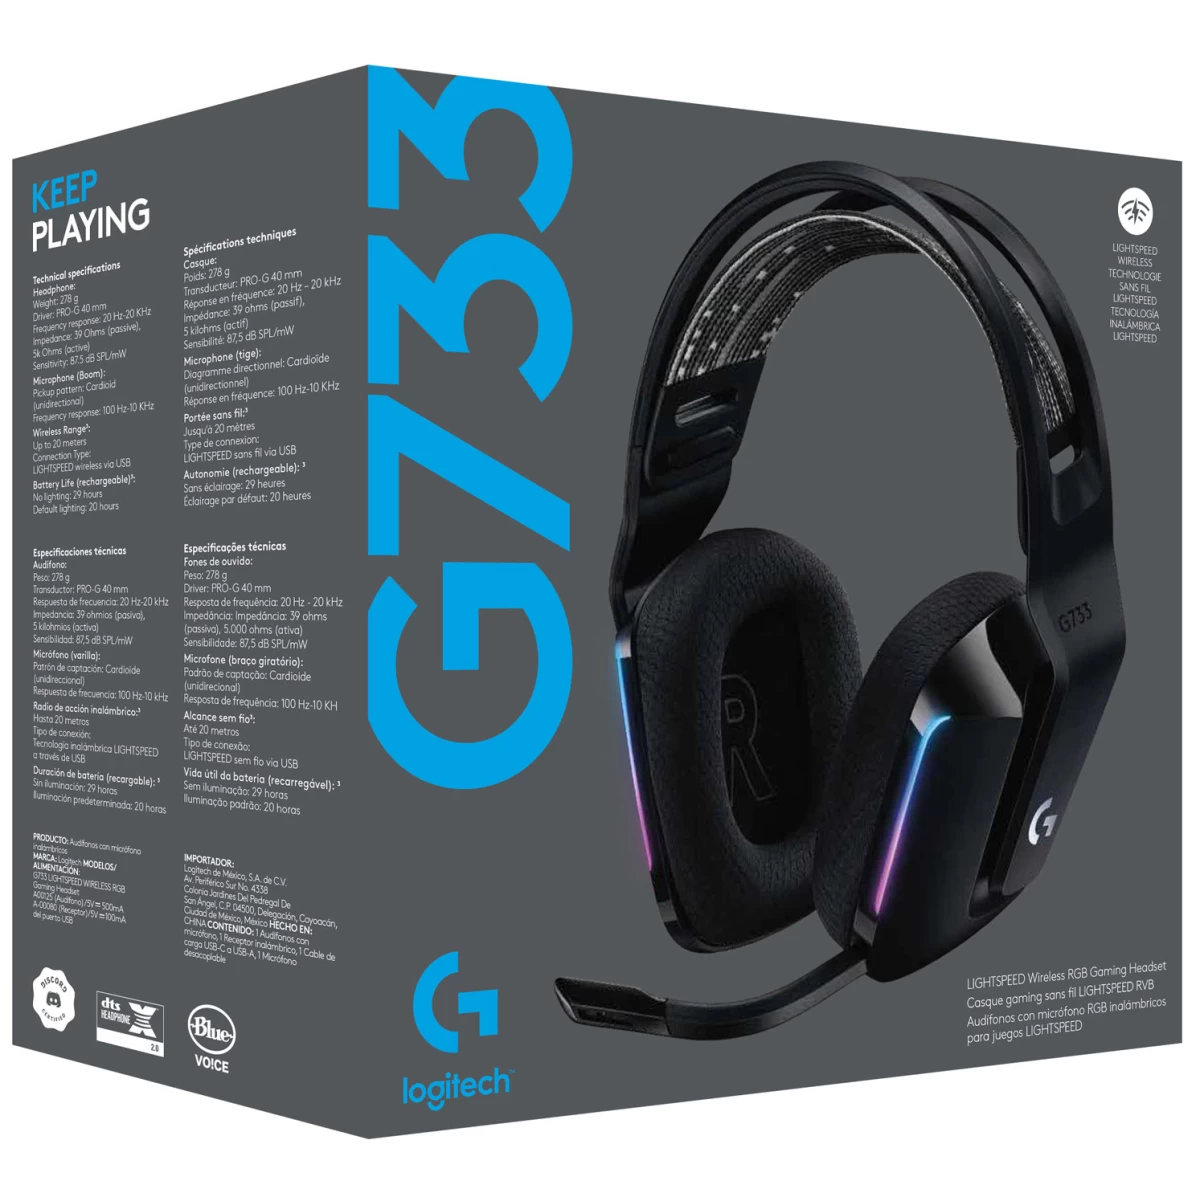 KEEP
PLAYING
Technical specifications
Headphone:
Weight: 278 g
Driver: PRO-G 40 mm
Frequency response: 20 Hz-20 KHz
Impedance: 39 Ohms (passive),
5k Ohms (active)
Sensitivity: 87.5 dB SPL/mW
Microphone (Boom):
Pickup pattern: Cardioid
(unidirectional)
Frequency response: 100 Hz-10 KHz
Wireless Range³:
Up to 20 meters
Connection Type:
LIGHTSPEED wireless via USB
Battery Life (rechargeable)³:
No lighting: 29 hours
Default lighting: 20 hours
Spécifications techniques
Casque:
Poids: 278 g
Transducteur: PRO-G 40 mm
Réponse en fréquence: 20 Hz - 20 kHz
Impédance: 39 ohms (passif),
5 kilohms (actif)
Sensibilité: 87,5 dB SPL/mW
Microphone (tige):
Diagramme directionnel: Cardioïde
(unidirectionnel)
Réponse en fréquence: 100 Hz-10 KHz
Portée sans fil:³
Jusqu'à 20 mètres
Type de connexion:
LIGHTSPEED sans fil via USB
Autonomie (rechargeable): ³
Sans éclairage: 29 heures
Éclairage par défaut: 20 heures
Especificaciones técnicas
Audífono:
Peso: 278 g
Transductor: PRO-G 40 mm
Respuesta de frecuencia: 20 Hz-20 kHz
Impedancia: 39 ohmios (pasiva),
5 kilohmios (activa)
Sensibilidad: 87,5 dB SPL/mW
Micrófono (varilla):
Patrón de captación: Cardioide
(unidireccional)
Respuesta de frecuencia: 100 Hz-10 kHz
Radio de acción inalámbrico:³
Hasta 20 metros
Tipo de conexión:
Tecnología inalámbrica LIGHTSPEED
a través de USB
Duración de batería (recargable): ³
Sin iluminación: 29 horas
Iluminación predeterminada: 20 horas
Especificações técnicas
Fones de ouvido:
Peso: 278 g
Driver: PRO-G 40 mm
Resposta de frequência: 20 Hz - 20 kHz
Impedância: Impedância: 39 ohms
(passiva), 5.000 ohms (ativa)
Sensibilidade: 87,5 dB SPL/mW
Microfone (braço giratório):
Padrão de captação: Cardioide
(unidirecional)
Resposta de frequência: 100 Hz-10 KH
Alcance sem fio³:
Até 20 metros
Tipo de conexão:
LIGHTSPEED sem fio via USB
Vida útil da bateria (recarregável): ³
Sem iluminação: 29 horas
Iluminação padrão: 20 horas
PRODUCTO: Audífonos con micrófono
inalámbricos
MARCA: Logitech MODELOS/
ALIMENTACIÓN:
G733 LIGHTSPEED WIRELESS RGB
Gaming Headset
A00125 (Audífono)/5V⎓500mA
A-00080 (Receptor)/5V⎓100mA
del puerto USB
IMPORTADOR:
Logitech de México, S.A. de C.V.
Av. Periférico Sur No. 4338
Colonia Jardines Del Pedregal De
San Ángel, C.P. 04500, Delegación, Coyoacán,
Ciudad de México, México HECHO EN:
CHINA CONTENIDO: 1 Audífonos con
micrófono, 1 Receptor inalámbrico, 1 Cable de
carga USB-C a USB-A, 1 Micrófono
desacoplable
DISCORD
CERTIFIED
dts
HEADPHONE X
2.0
Blue
VO!CE
G733
logitech™
LIGHTSPEED
WIRELESS
TECHNOLOGIE
SANS FIL
LIGHTSPEED
TECNOLOGÍA
INALÁMBRICA
LIGHTSPEED
G733
R
LIGHTSPEED Wireless RGB Gaming Headset
Casque gaming sans fil LIGHTSPEED RVB
Audífonos con micrófono RGB inalámbricos
para juegos LIGHTSPEED